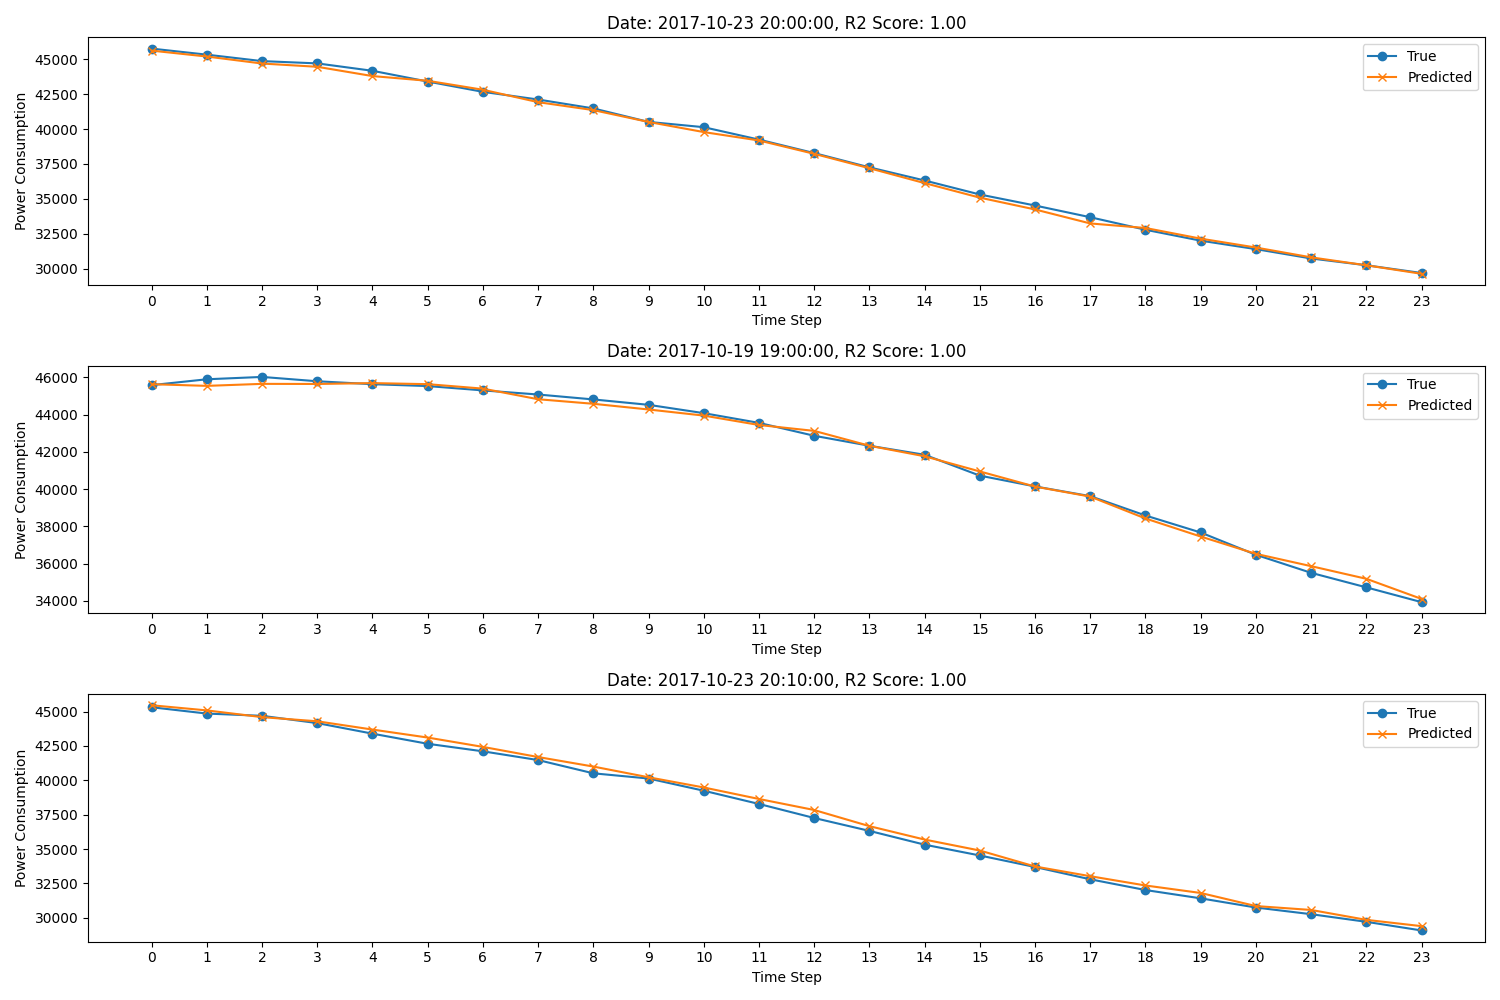 Date: 2017-10-23 20:00:00, R2 Score: 1.00
True
Predicted
Power Consumption
45000
42500
40000
37500
35000
32500
30000
0 1 2 3 4 5 6 7 8 9 10 11 12 13 14 15 16 17 18 19 20 21 22 23
Time Step
Date: 2017-10-19 19:00:00, R2 Score: 1.00
True
Predicted
Power Consumption
46000
44000
42000
40000
38000
36000
34000
0 1 2 3 4 5 6 7 8 9 10 11 12 13 14 15 16 17 18 19 20 21 22 23
Time Step
Date: 2017-10-23 20:10:00, R2 Score: 1.00
True
Predicted
Power Consumption
45000
42500
40000
37500
35000
32500
30000
0 1 2 3 4 5 6 7 8 9 10 11 12 13 14 15 16 17 18 19 20 21 22 23
Time Step